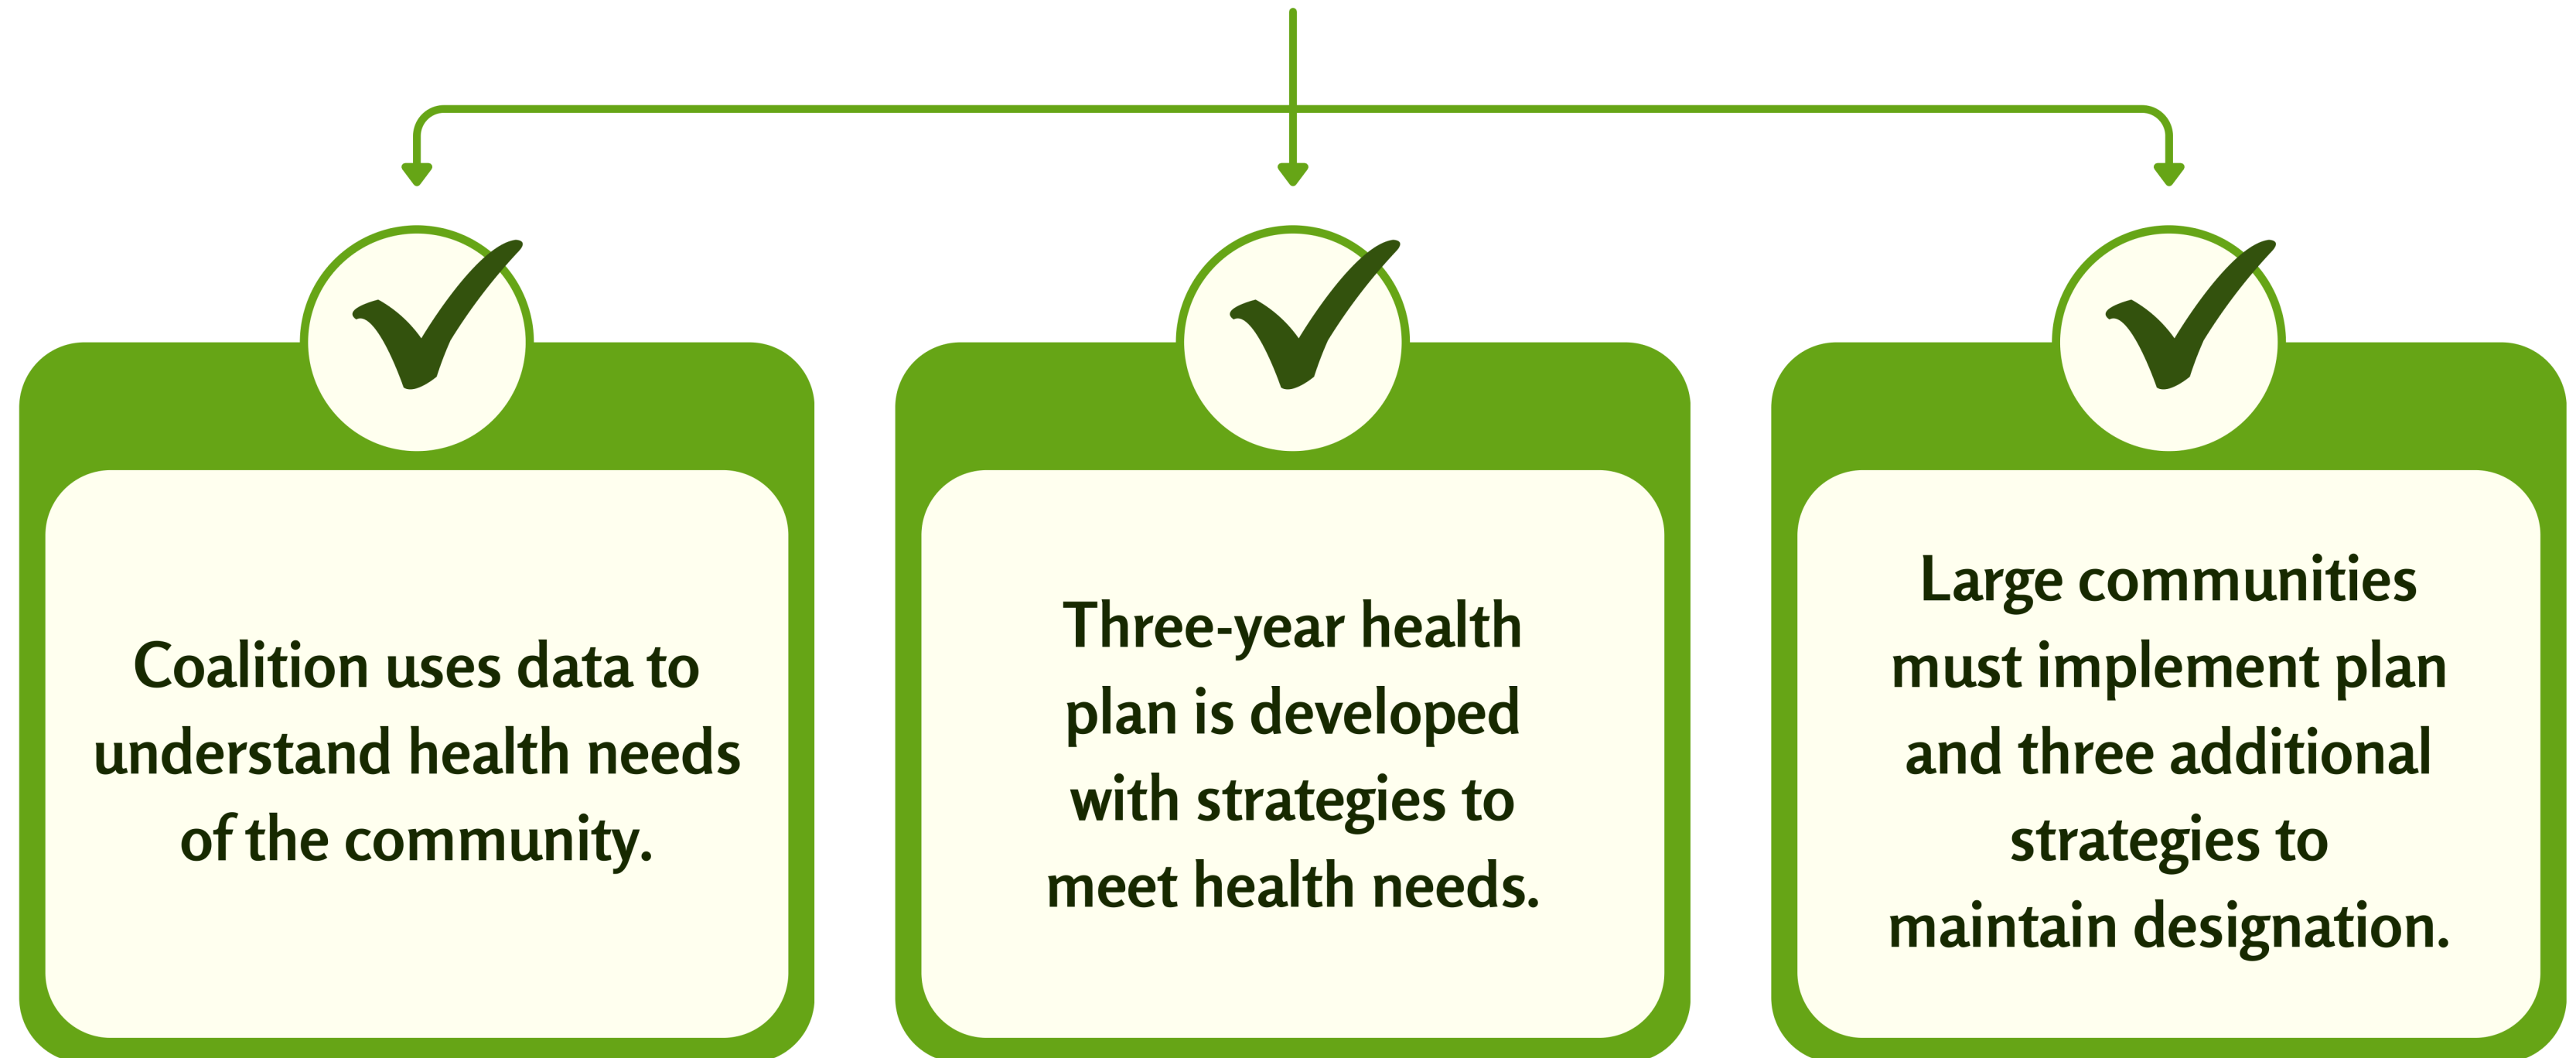 Coalition uses data to
understand health needs
of the community.
Three-year health
plan is developed
with strategies to
meet health needs.
Large communities
must implement plan
and three additional
strategies to
maintain designation.